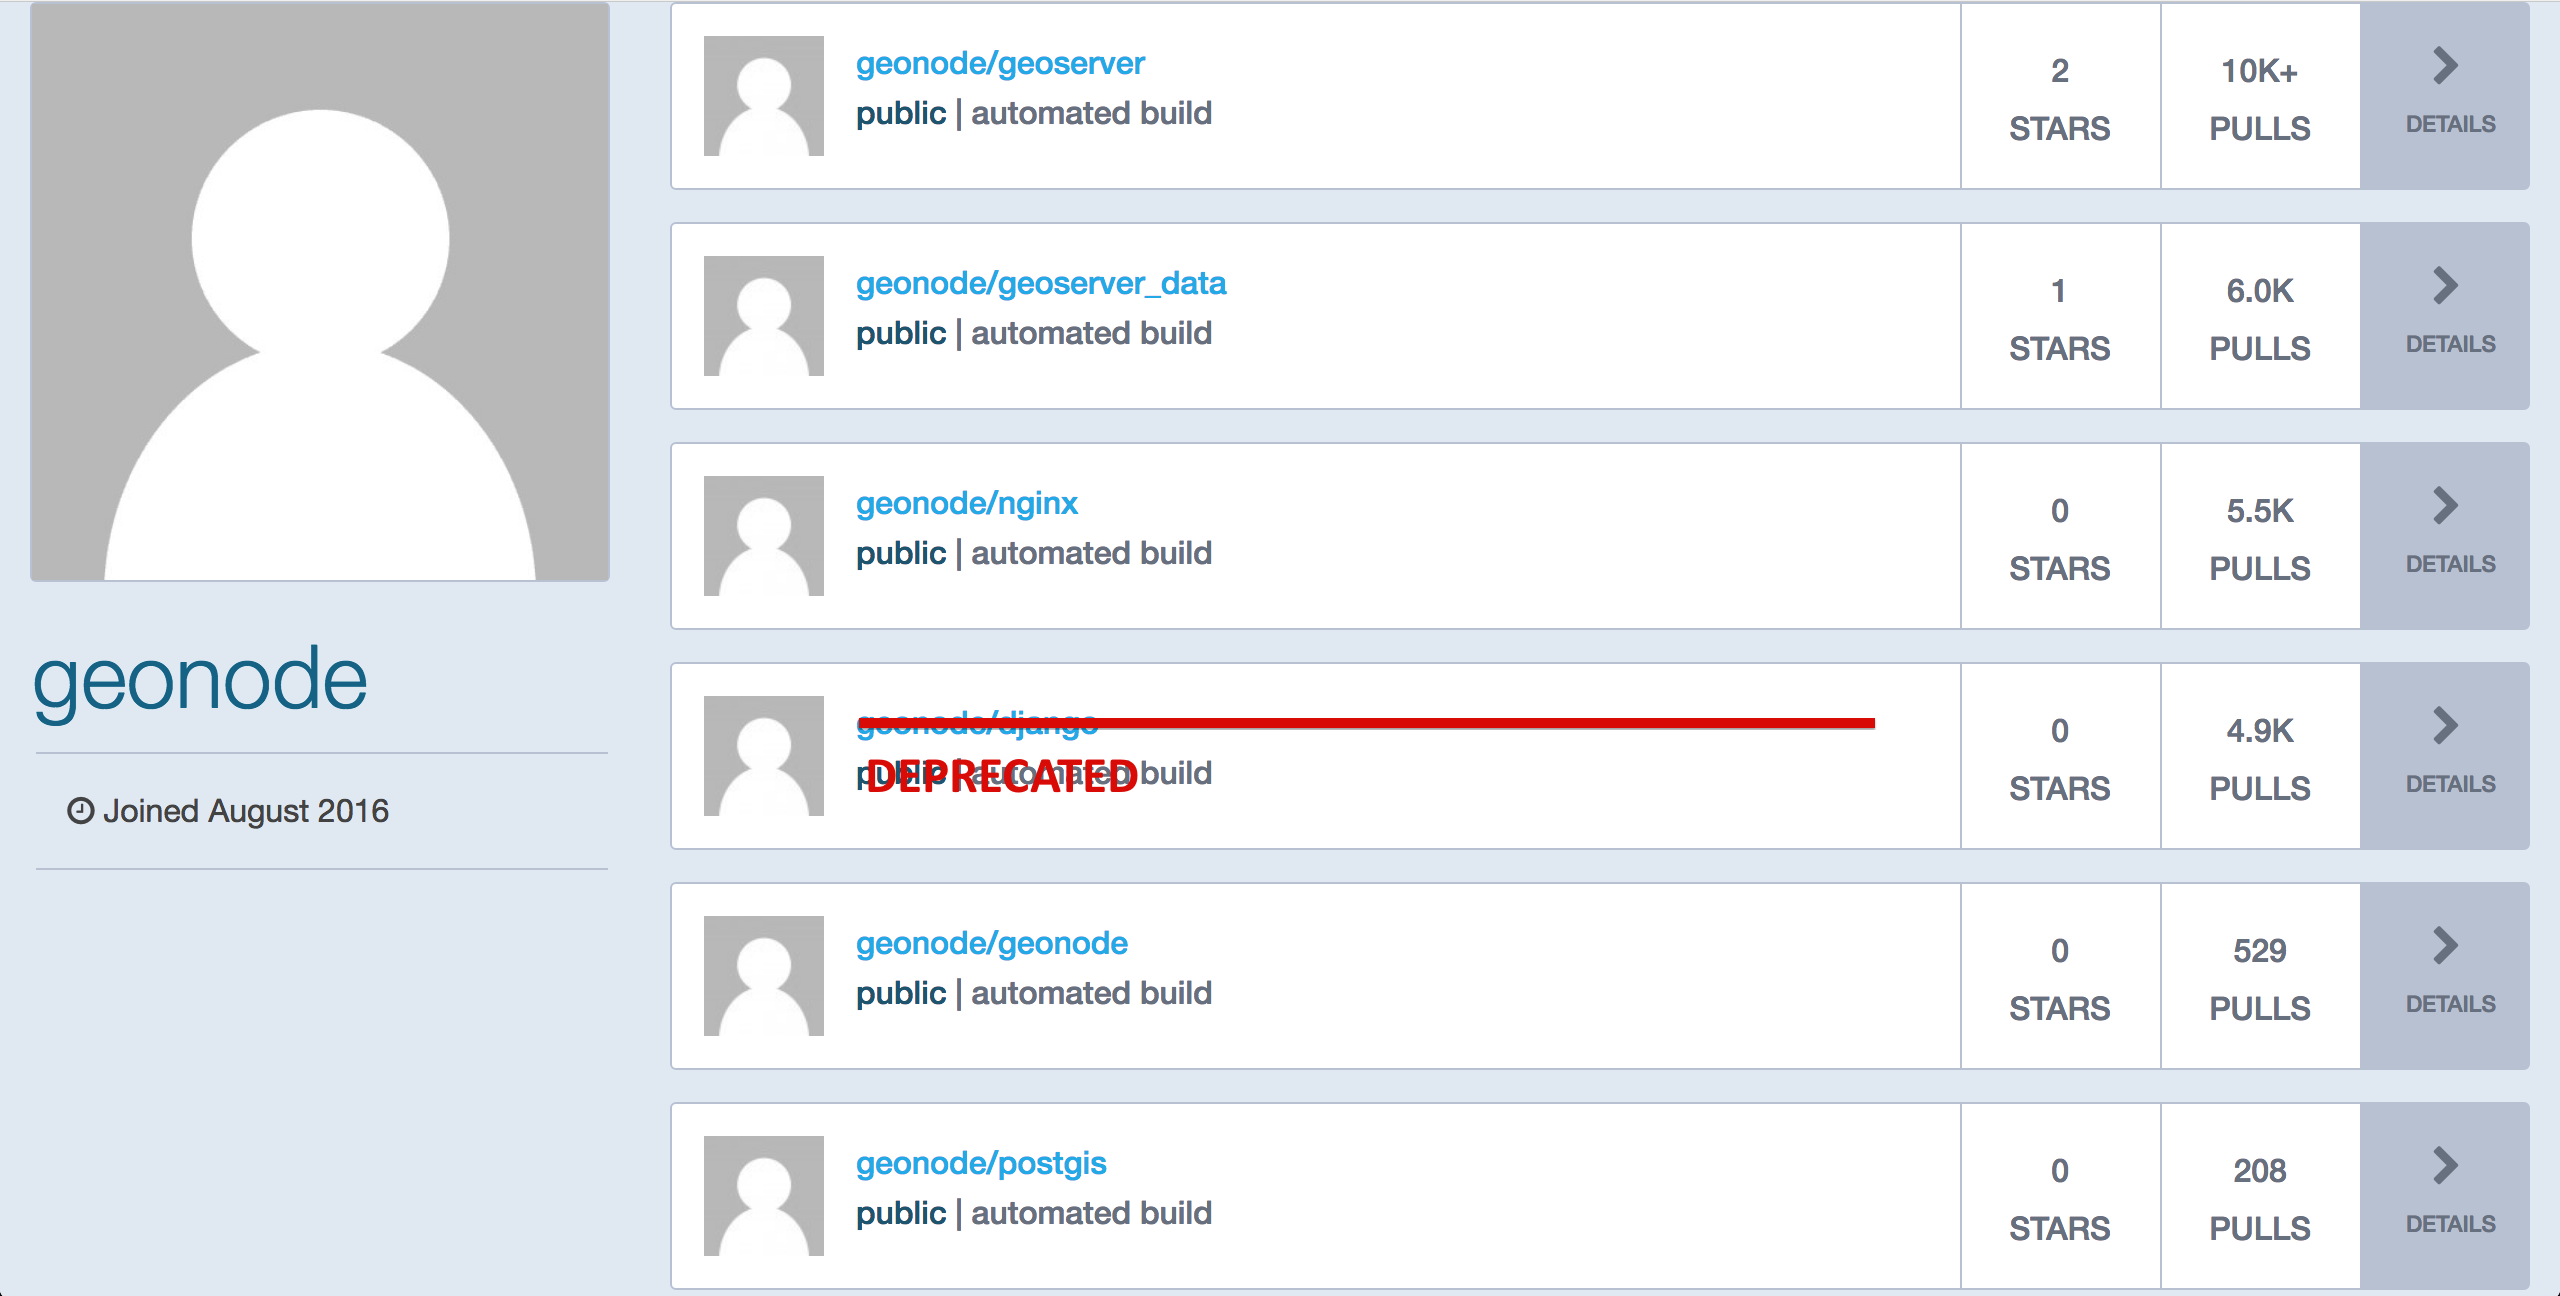 geonode
Joined August 2016
geonode/geoserver
public | automated build
2
STARS
10K+
PULLS
DETAILS
geonode/geoserver_data
public | automated build
1
STARS
6.0K
PULLS
DETAILS
geonode/nginx
public | automated build
0
STARS
5.5K
PULLS
DETAILS
geonode/django
public | automated build
DEPRECATED
0
STARS
4.9K
PULLS
DETAILS
geonode/geonode
public | automated build
0
STARS
529
PULLS
DETAILS
geonode/postgis
public | automated build
0
STARS
208
PULLS
DETAILS